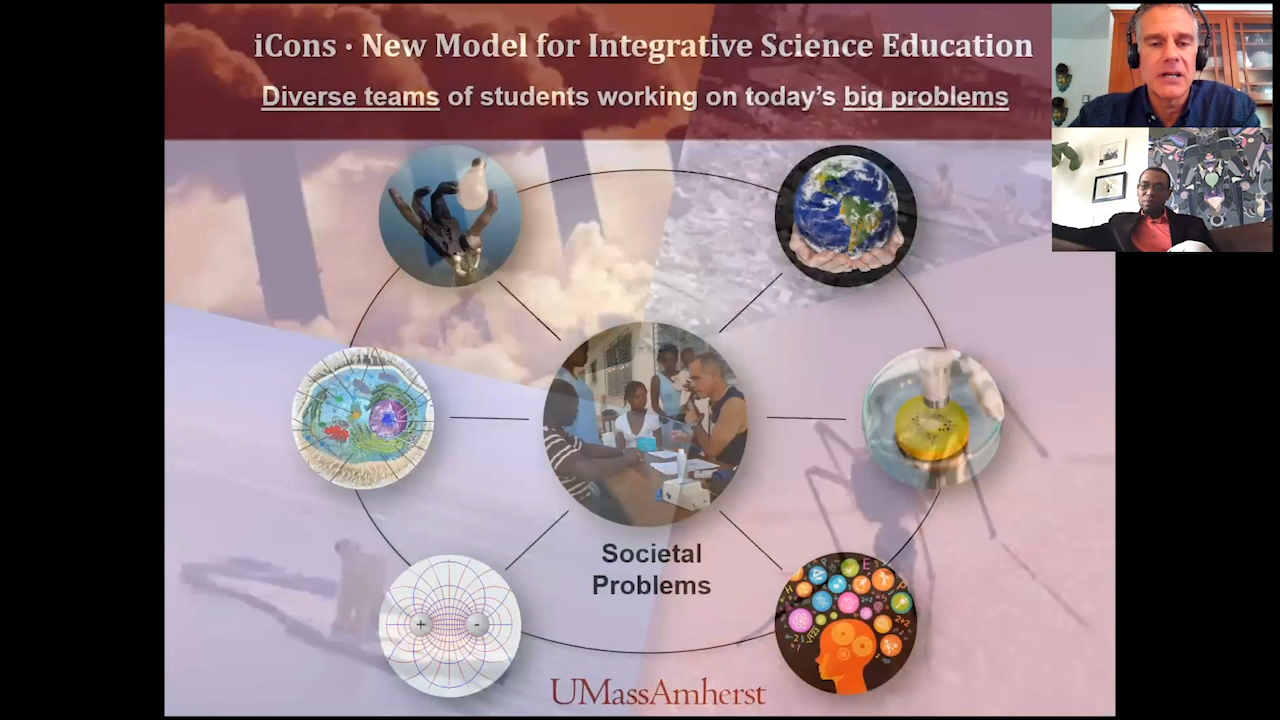 iCons · New Model for Integrative Science Education
Diverse teams of students working on today's big problems
Societal
Problems
+ -
UMassAmherst